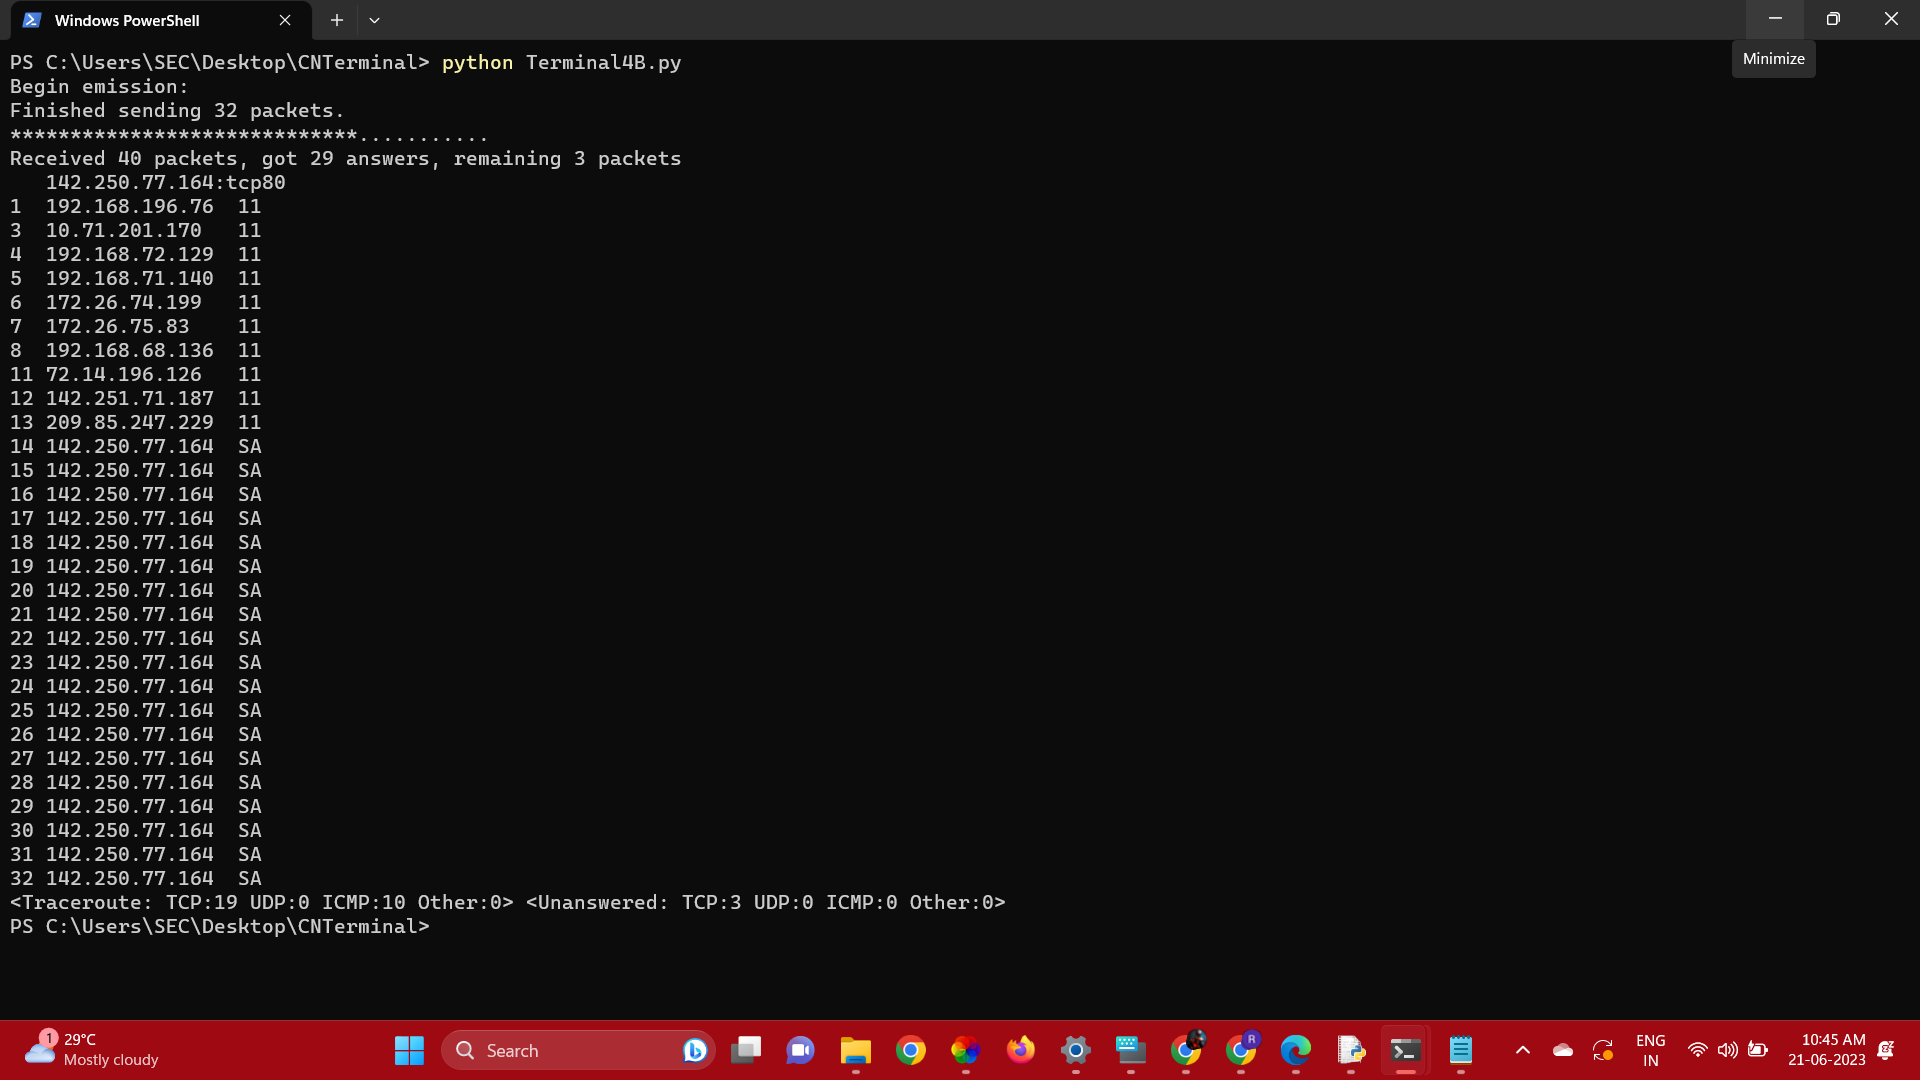 Windows PowerShell
Minimize
PS C:\Users\SEC\Desktop\CNTerminal> python Terminal4B.py
Begin emission:
Finished sending 32 packets.
*****************************...........
Received 40 packets, got 29 answers, remaining 3 packets
   142.250.77.164:tcp80
1  192.168.196.76  11
3  10.71.201.170   11
4  192.168.72.129  11
5  192.168.71.140  11
6  172.26.74.199   11
7  172.26.75.83    11
8  192.168.68.136  11
11 72.14.196.126   11
12 142.251.71.187  11
13 209.85.247.229  11
14 142.250.77.164  SA
15 142.250.77.164  SA
16 142.250.77.164  SA
17 142.250.77.164  SA
18 142.250.77.164  SA
19 142.250.77.164  SA
20 142.250.77.164  SA
21 142.250.77.164  SA
22 142.250.77.164  SA
23 142.250.77.164  SA
24 142.250.77.164  SA
25 142.250.77.164  SA
26 142.250.77.164  SA
27 142.250.77.164  SA
28 142.250.77.164  SA
29 142.250.77.164  SA
30 142.250.77.164  SA
31 142.250.77.164  SA
32 142.250.77.164  SA
<Traceroute: TCP:19 UDP:0 ICMP:10 Other:0> <Unanswered: TCP:3 UDP:0 ICMP:0 Other:0>
PS C:\Users\SEC\Desktop\CNTerminal>
1
29°C
Mostly cloudy
Search
R
ENG
IN
10:45 AM
21-06-2023